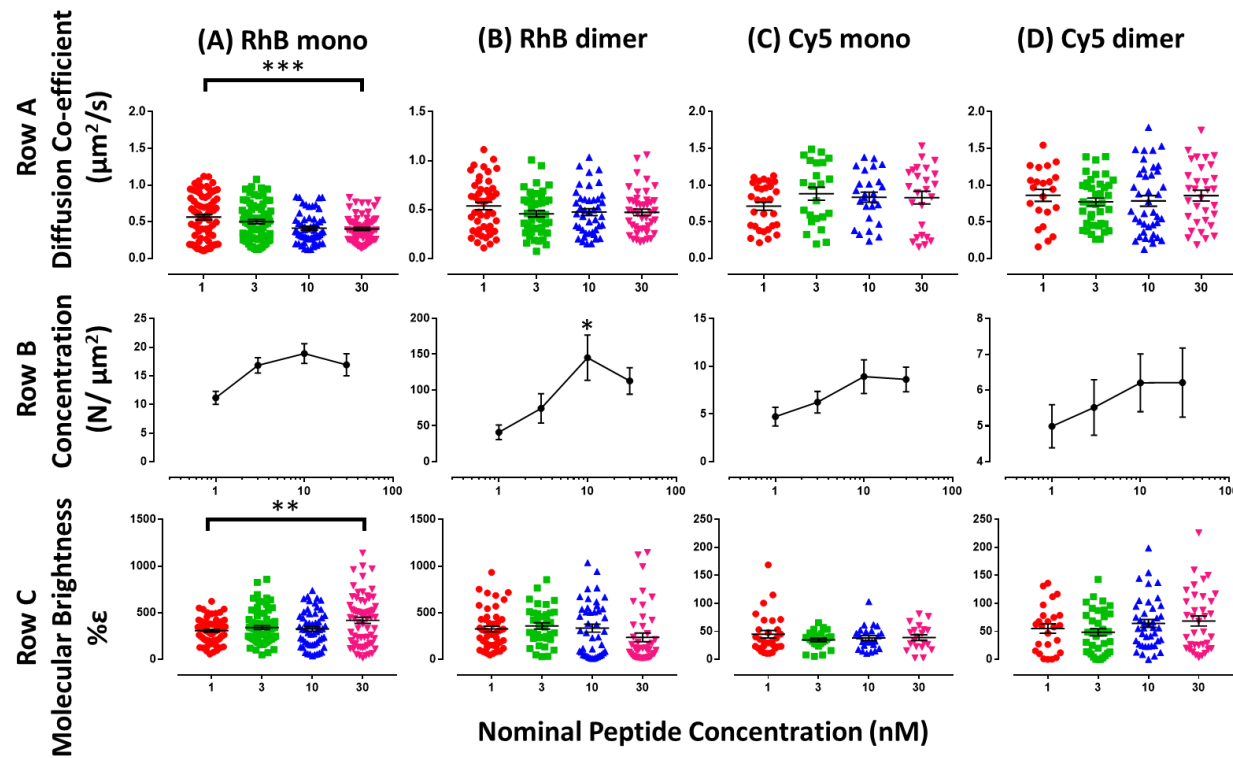 (A) RhB mono
(B) RhB dimer
(C) Cy5 mono
(D) Cy5 dimer
Row A
Diffusion Co-efficient
(µm²/s)
***
2.0
1.5
1.0
0.5
0.0
1 3 10 30
1.5
1.0
0.5
0.0
1 3 10 30
2.0
1.5
1.0
0.5
0.0
1 3 10 30
2.0
1.5
1.0
0.5
0.0
1 3 10 30
Row B
Concentration
(N/ µm²)
25
20
15
10
5
0
1 10 100
*
200
150
100
50
0
1 10 100
15
10
5
0
1 10 100
8
7
6
5
4
1 10 100
Row C
Molecular Brightness
%ε
**
1500
1000
500
0
1 3 10 30
1500
1000
500
0
1 3 10 30
250
200
150
100
50
0
1 3 10 30
250
200
150
100
50
0
1 3 10 30
Nominal Peptide Concentration (nM)